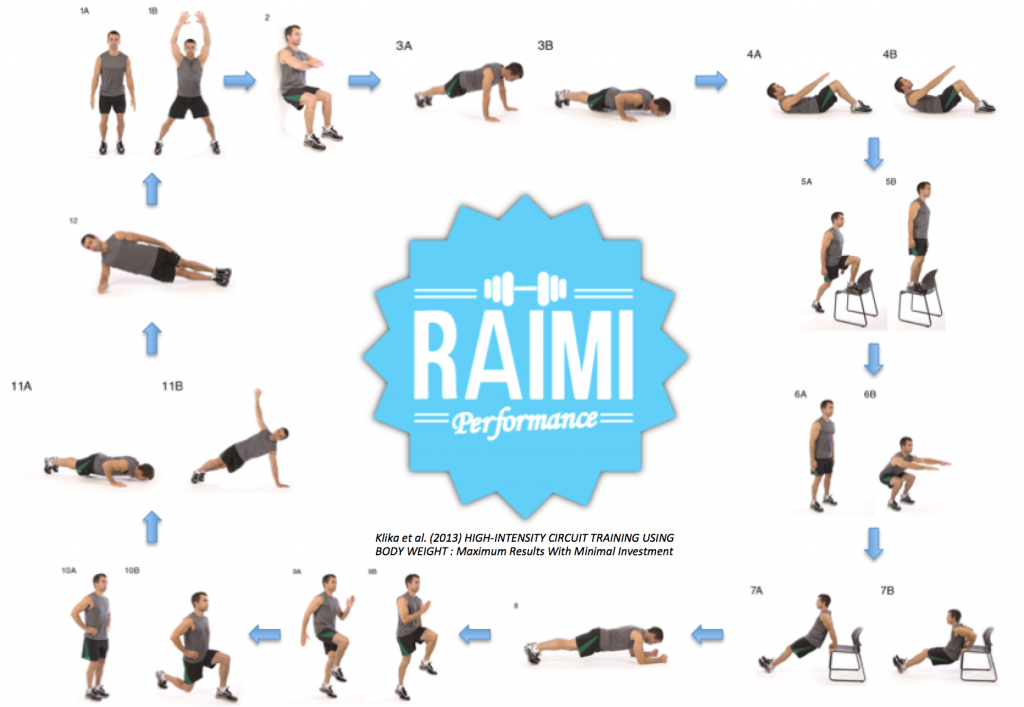 1A
1B
2
3A
3B
4A
4B
5A
5B
6A
6B
7A
7B
8
9A
9B
10A
10B
11A
11B
12
RAIMI
Performance
Klika et al. (2013) HIGH-INTENSITY CIRCUIT TRAINING USING
BODY WEIGHT : Maximum Results With Minimal Investment